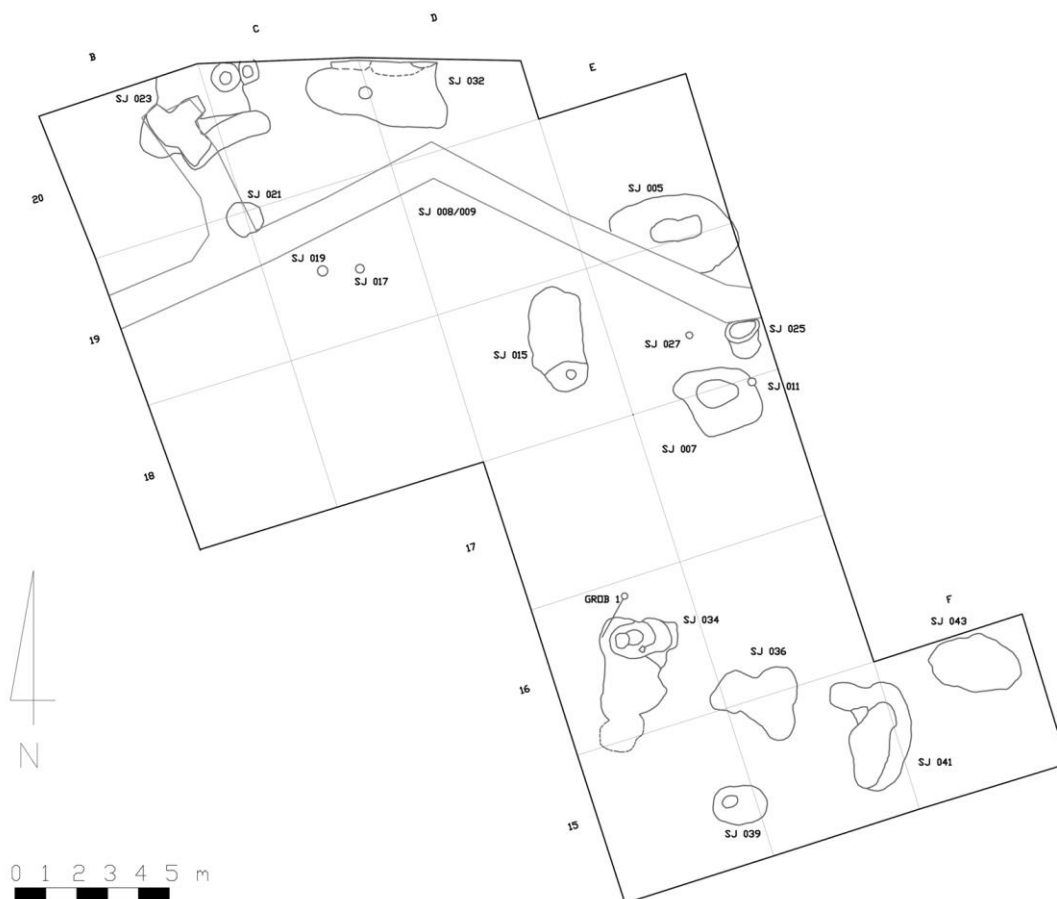 D
C
B
E
SJ 023
SJ 032
20
SJ 021
SJ 005
SJ 008/009
SJ 019
SJ 017
19
SJ 015
SJ 027
SJ 025
SJ 011
SJ 007
18
17
GROB 1
SJ 034
F
SJ 043
SJ 036
16
SJ 041
15
SJ 039
N
0 1 2 3 4 5 m